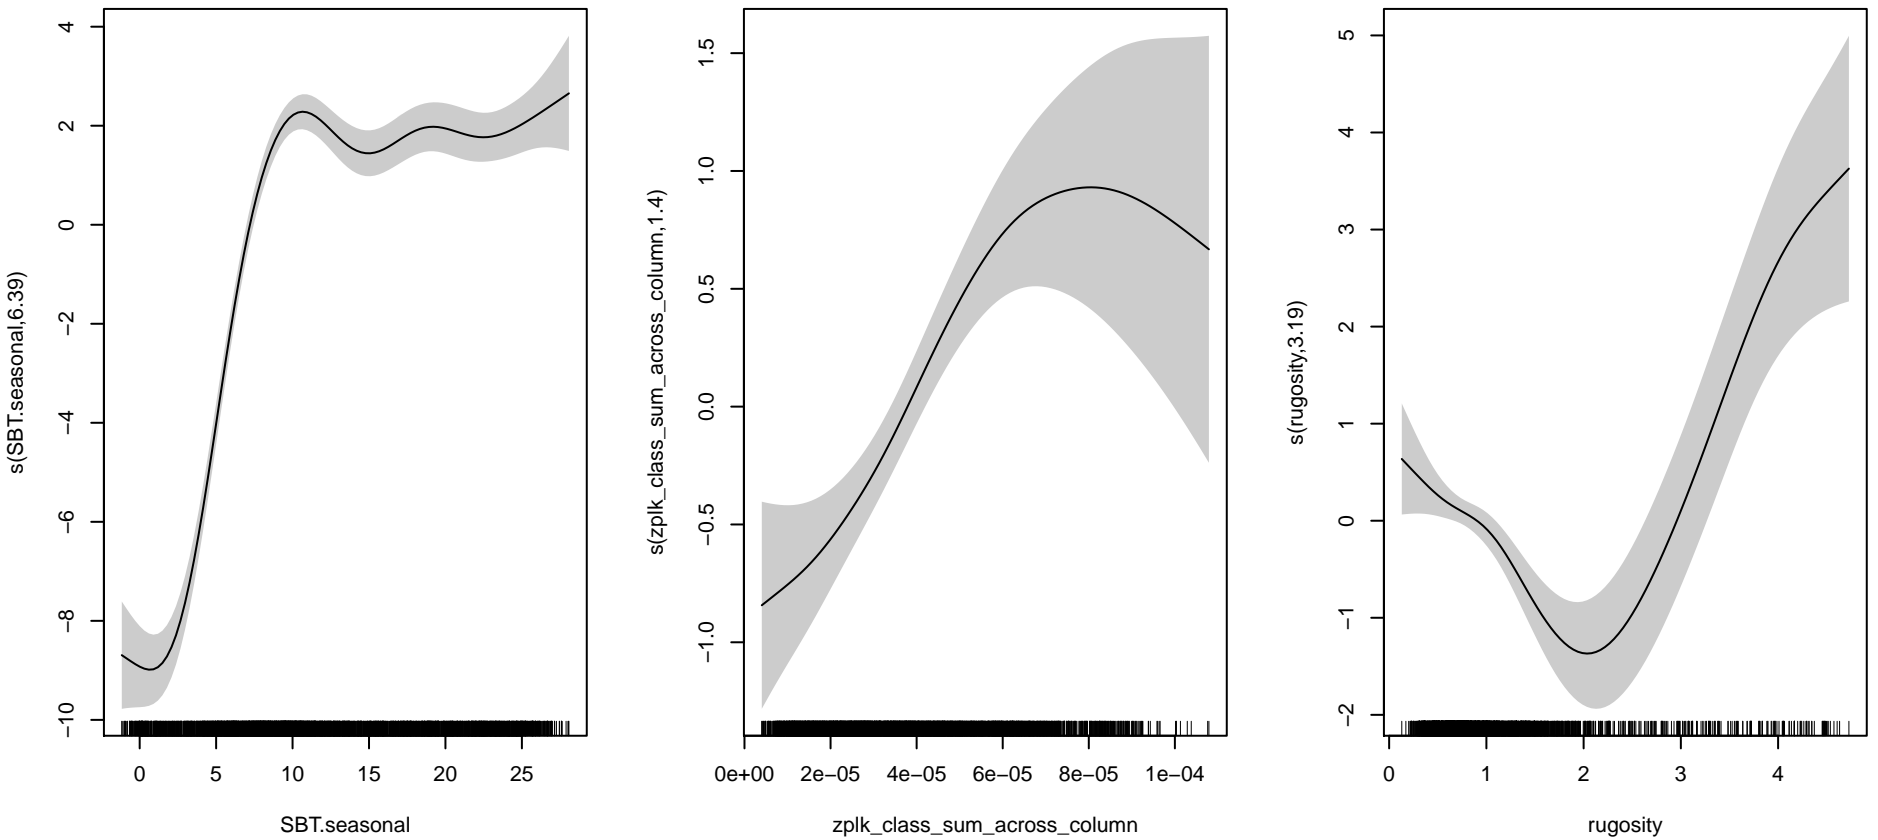 4
2
0
−2
−4
−6
−8
−10
s(SBT.seasonal,6.39)
0 5 10 15 20 25
SBT.seasonal
1.5
1.0
0.5
0.0
−0.5
−1.0
s(zplk_class_sum_across_column,1.4)
0e+00 2e−05 4e−05 6e−05 8e−05 1e−04
zplk_class_sum_across_column
5
4
3
2
1
0
−1
−2
s(rugosity,3.19)
0 1 2 3 4
rugosity